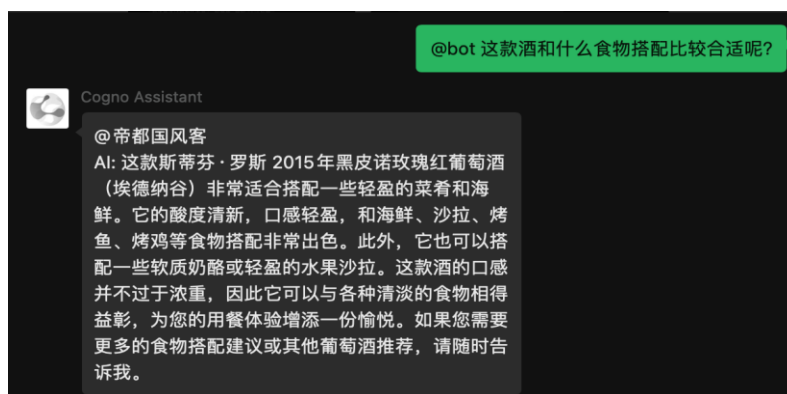 @bot 这款酒和什么食物搭配比较合适呢?
Cogno Assistant
@帝都国风客
AI: 这款斯蒂芬·罗斯 2015年黑皮诺玫瑰红葡萄酒
（埃德纳谷）非常适合搭配一些轻盈的菜肴和海
鲜。它的酸度清新，口感轻盈，和海鲜、沙拉、烤
鱼、烤鸡等食物搭配非常出色。此外，它也可以搭
配一些软质奶酪或轻盈的水果沙拉。这款酒的口感
并不过于浓重，因此它可以与各种清淡的食物相得
益彰，为您的用餐体验增添一份愉悦。如果您需要
更多的食物搭配建议或其他葡萄酒推荐，请随时告
诉我。